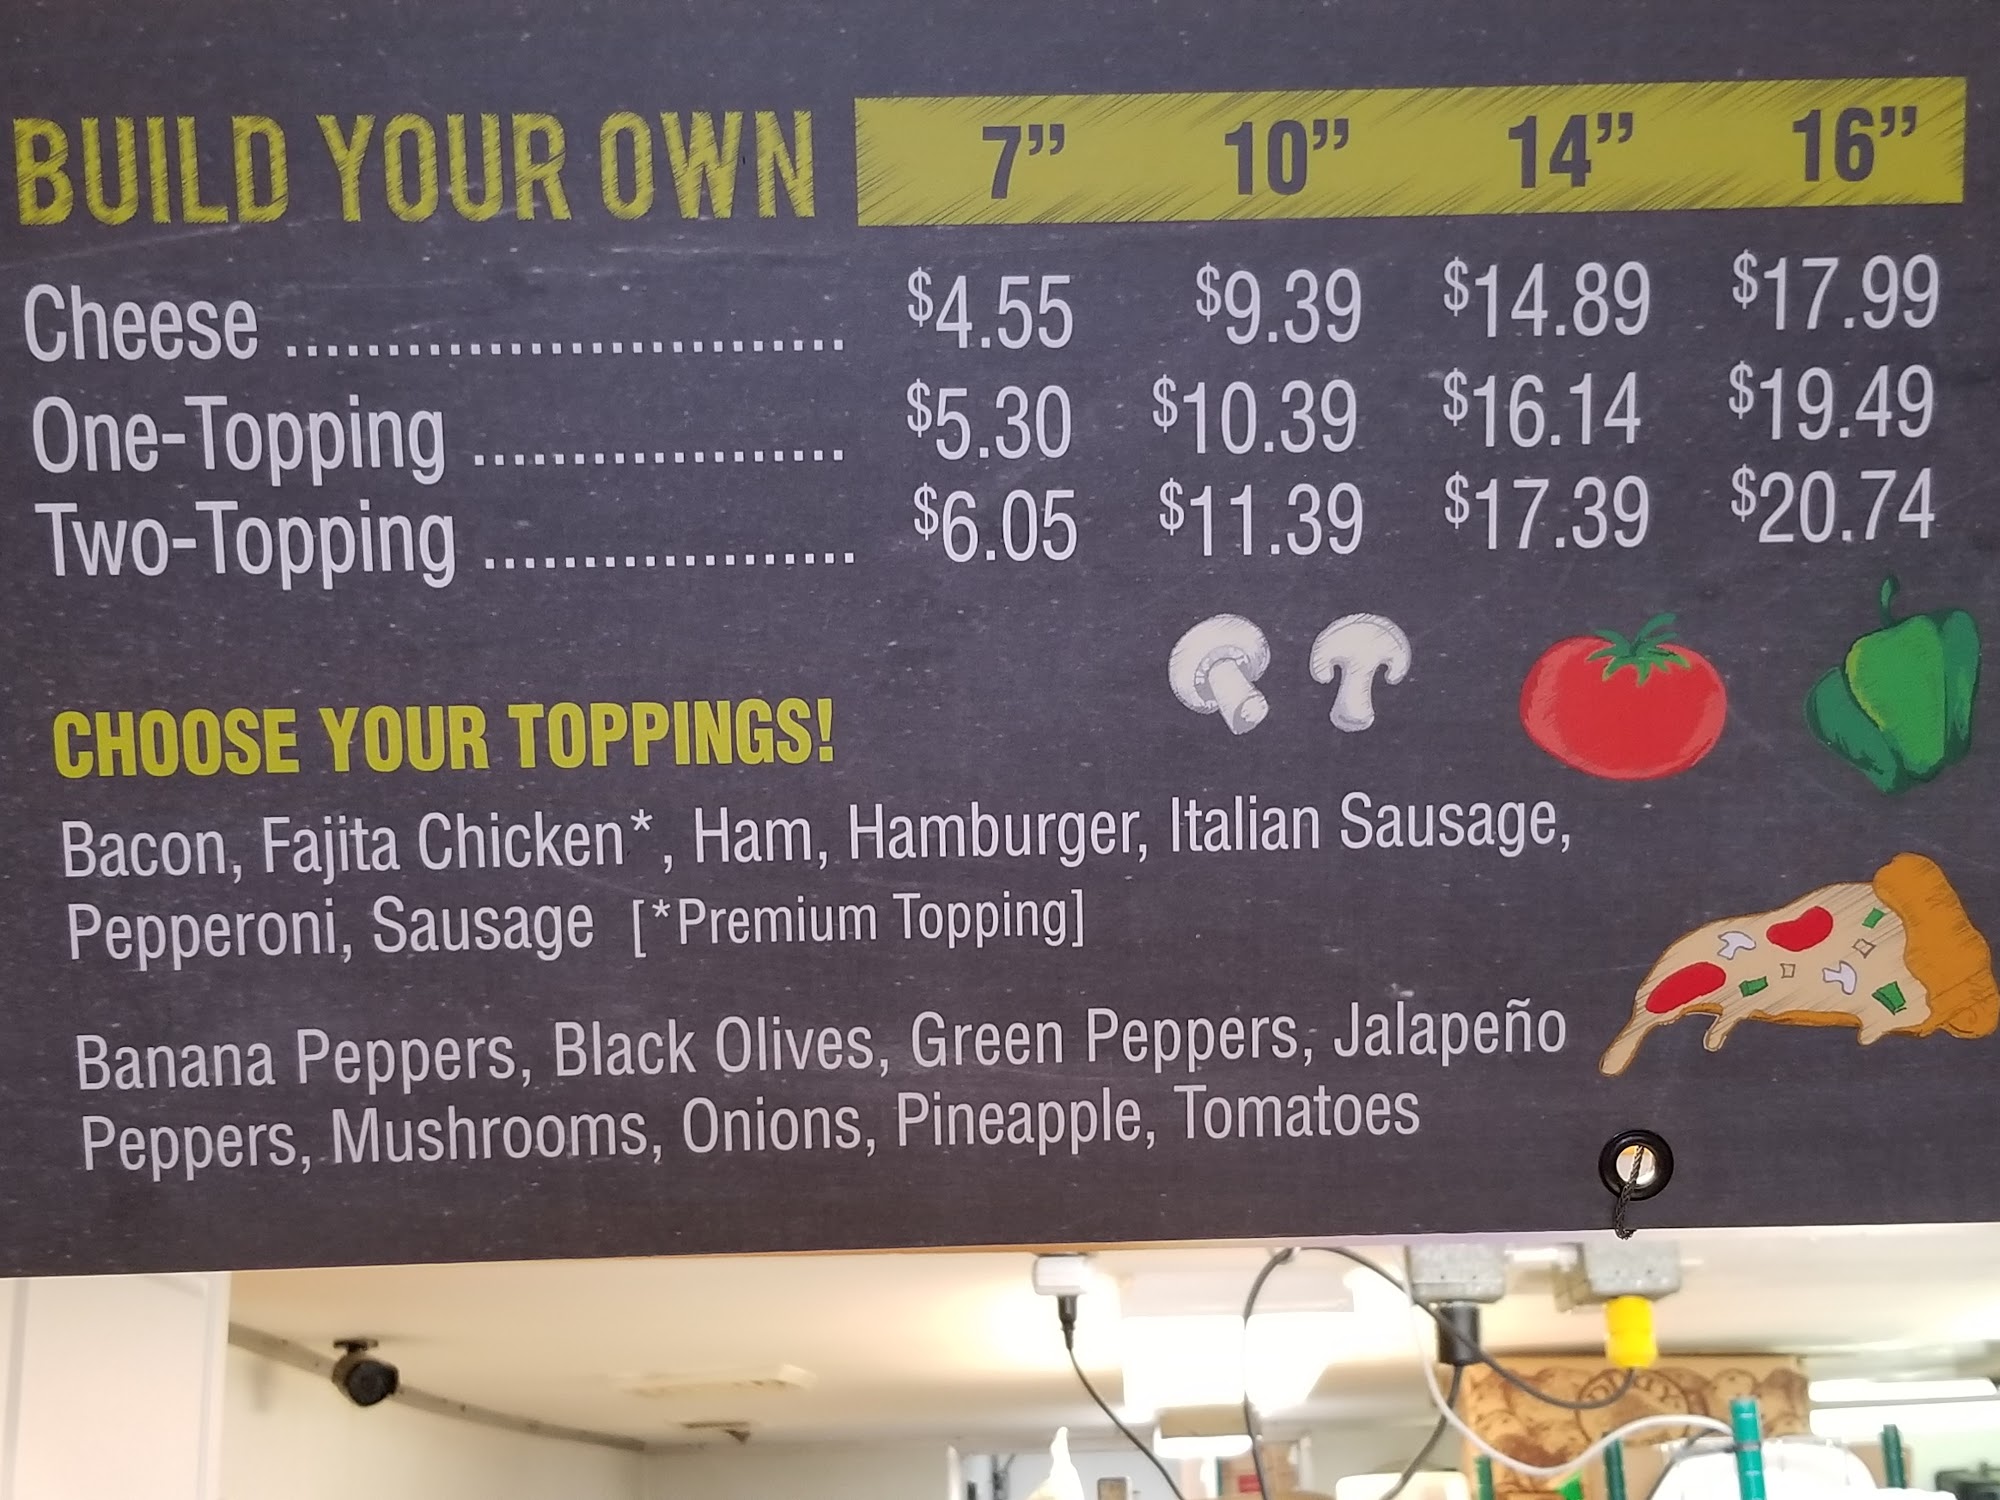 BUILD YOUR OWN 7” 10” 14” 16”
Cheese ............................ $4.55 $9.39 $14.89 $17.99
One-Topping ................... $5.30 $10.39 $16.14 $19.49
Two-Topping ................... $6.05 $11.39 $17.39 $20.74
CHOOSE YOUR TOPPINGS!
Bacon, Fajita Chicken* , Ham, Hamburger, Italian Sausage,
Pepperoni, Sausage [*Premium Topping]
Banana Peppers, Black Olives, Green Peppers, Jalapeño
Peppers, Mushrooms, Onions, Pineapple, Tomatoes